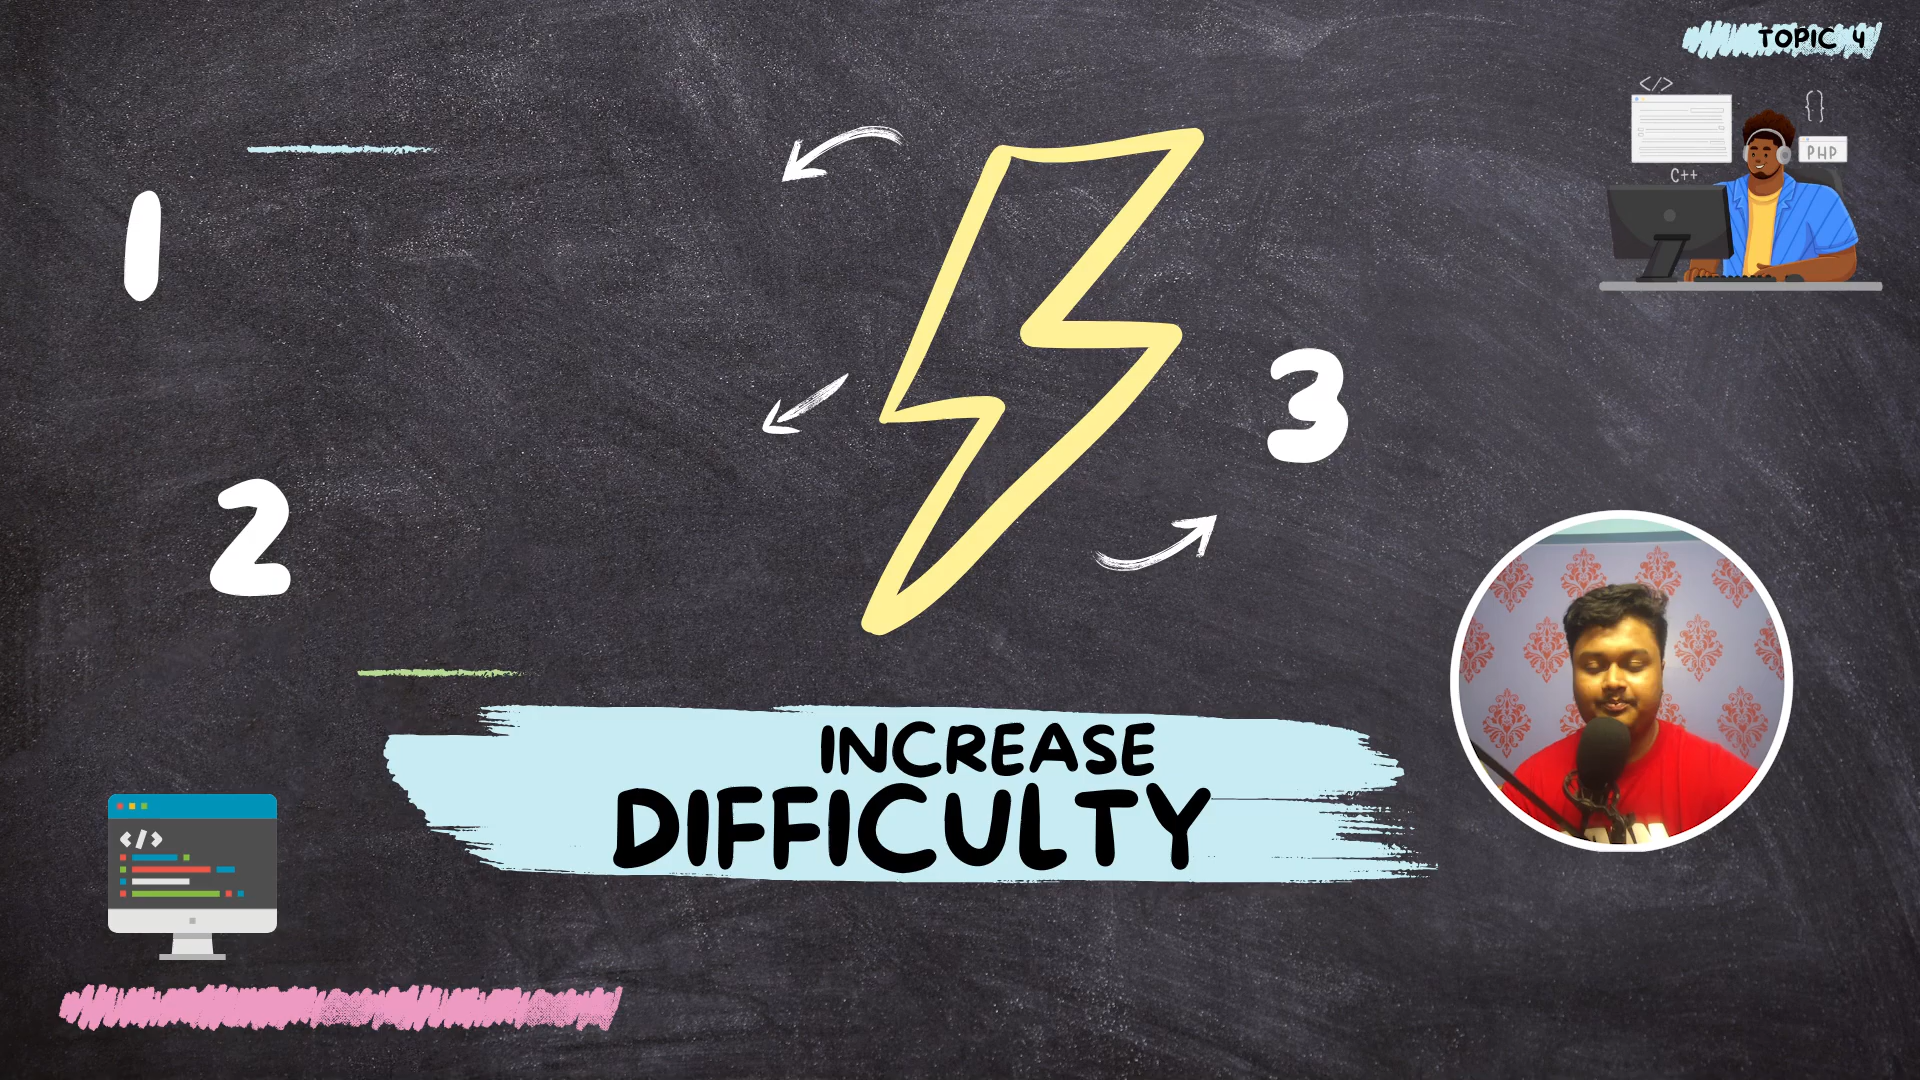 TOPIC 4
</>
{}
PHP
C++
1
3
2
INCREASE
DIFFICULTY
</>